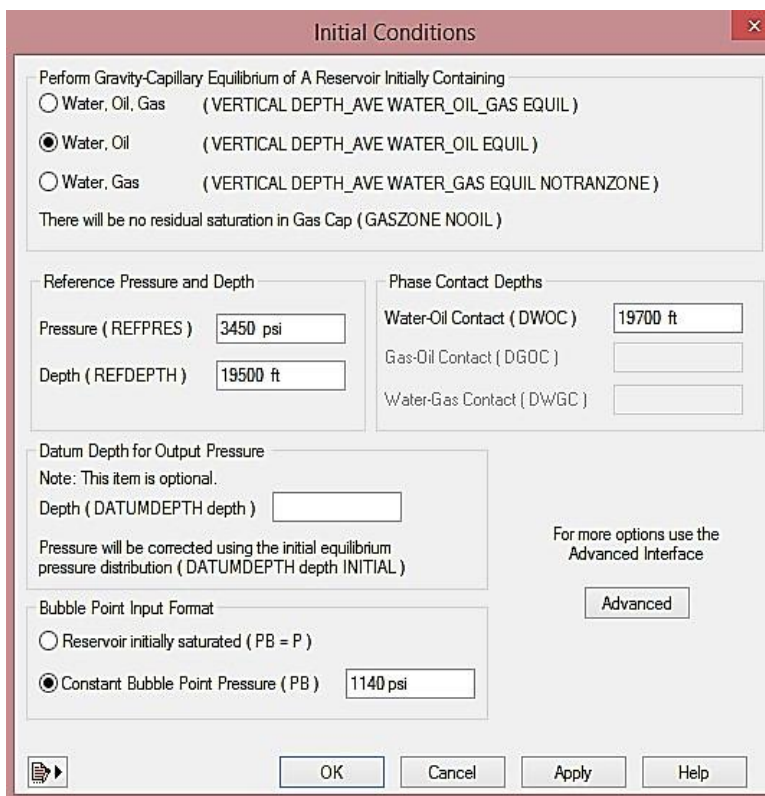 Initial Conditions
Perform Gravity-Capillary Equilibrium of A Reservoir Initially Containing
Water, Oil, Gas ( VERTICAL DEPTH_AVE WATER_OIL_GAS EQUIL )
Water, Oil ( VERTICAL DEPTH_AVE WATER_OIL EQUIL )
Water, Gas ( VERTICAL DEPTH_AVE WATER_GAS EQUIL NOTRANZONE )
There will be no residual saturation in Gas Cap ( GASZONE NOOIL )
Reference Pressure and Depth
Pressure ( REFPRES ) 3450 psi
Depth ( REFDEPTH ) 19500 ft
Phase Contact Depths
Water-Oil Contact ( DWOC ) 19700 ft
Gas-Oil Contact ( DGOC )
Water-Gas Contact ( DWGC )
Datum Depth for Output Pressure
Note: This item is optional.
Depth ( DATUMDEPTH depth )
Pressure will be corrected using the initial equilibrium
pressure distribution ( DATUMDEPTH depth INITIAL )
For more options use the
Advanced Interface
Advanced
Bubble Point Input Format
Reservoir initially saturated ( PB = P )
Constant Bubble Point Pressure ( PB ) 1140 psi
OK Cancel Apply Help